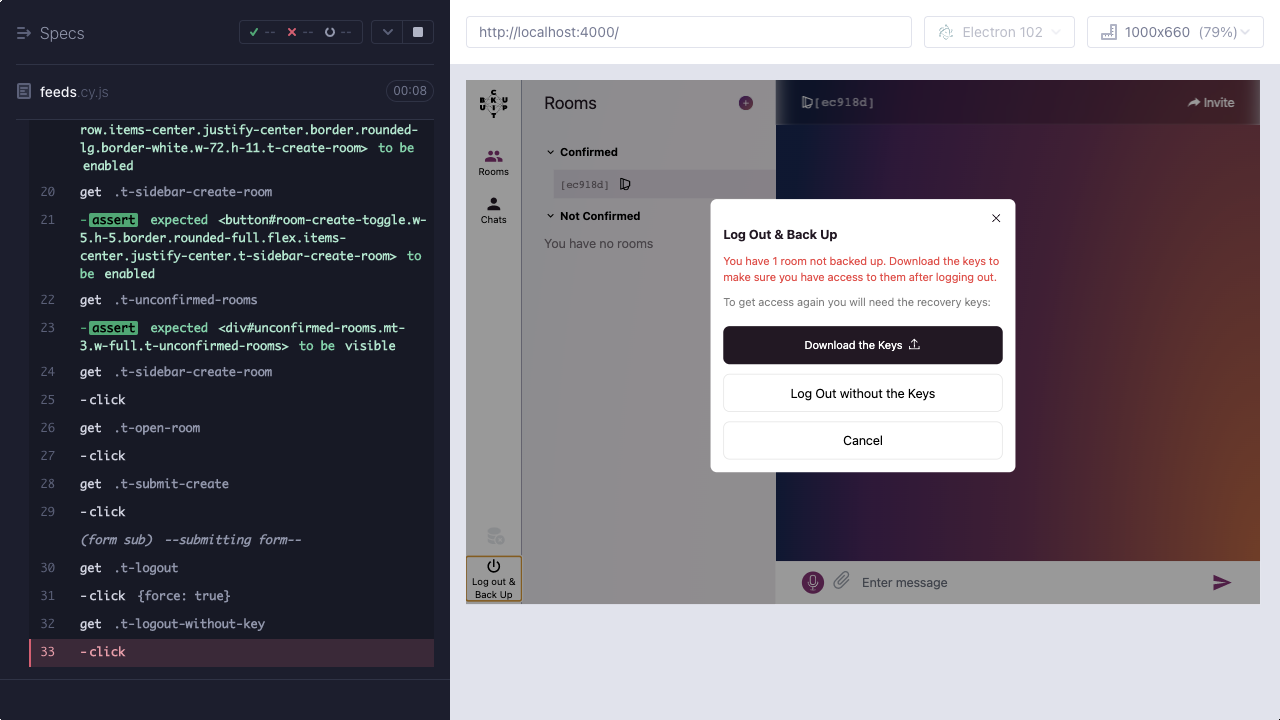 Specs
--
--
--
feeds.cy.js
00:08
row.items-center.justify-center.border.rounded-
lg.border-white.w-72.h-11.t-create-room> to be
enabled
20 get .t-sidebar-create-room
21 -assert expected <button#room-create-toggle.w-
5.h-5.border.rounded-full.flex.items-
center.justify-center.t-sidebar-create-room> to
be enabled
22 get .t-unconfirmed-rooms
23 -assert expected <div#unconfirmed-rooms.mt-
3.w-full.t-unconfirmed-rooms> to be visible
24 get .t-sidebar-create-room
25 -click
26 get .t-open-room
27 -click
28 get .t-submit-create
29 -click
(form sub) --submitting form--
30 get .t-logout
31 -click {force: true}
32 get .t-logout-without-key
33 -click
http://localhost:4000/
Electron 102
1000x660 (79%)
BACKUPIT
Rooms
Chats
Log out &
Back Up
Rooms
Confirmed
[ec918d]
Not Confirmed
You have no rooms
[ec918d]
Invite
Log Out & Back Up
You have 1 room not backed up. Download the keys to
make sure you have access to them after logging out.
To get access again you will need the recovery keys:
Download the Keys
Log Out without the Keys
Cancel
Enter message